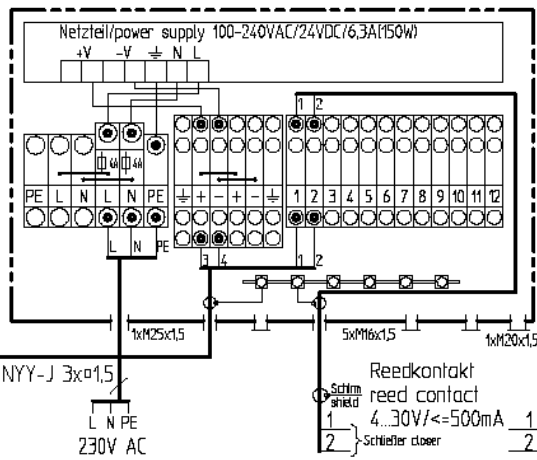 Netzteil/power supply 100-240VAC/24VDC/6,3A(150W)
+V -V N L
1 2
4A 4A
PE L N L N PE + - + - 1 2 3 4 5 6 7 8 9 10 11 12
L N PE 3 4 1 2
1xM25x1,5 5xM16x1,5 1xM20x1,5
NYY-J 3x¤1,5
L N PE
230V AC
Reedkontakt
Schirm
shield reed contact
1 4...30V/<=500mA 1
2 Schließer closer 2